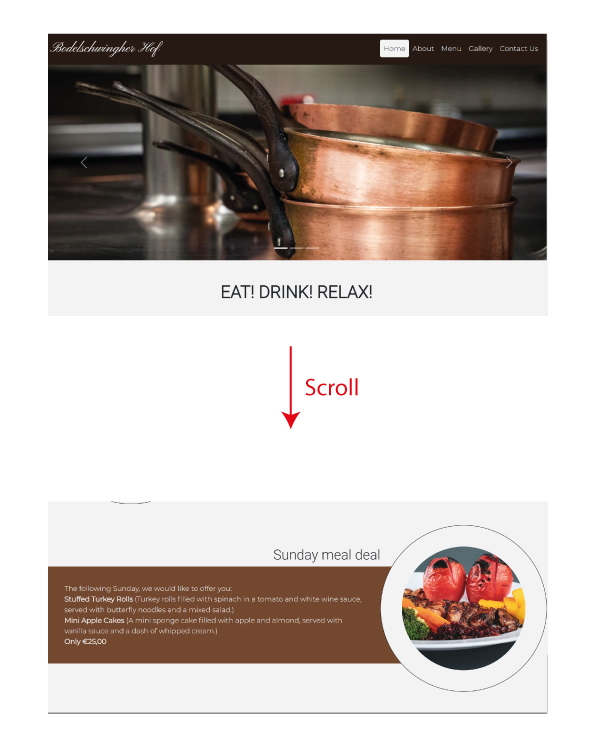 Bodelschwingher Hof
Home About Menu Gallery Contact Us
EAT! DRINK! RELAX!
Scroll
Sunday meal deal
The following Sunday, we would like to offer you:
Stuffed Turkey Rolls (Turkey rolls filled with spinach in a tomato and white wine sauce,
served with butterfly noodles and a mixed salad.)
Mini Apple Cakes (A mini sponge cake filled with apple and almond, served with
vanilla sauce and a dash of whipped cream.)
Only €25,00